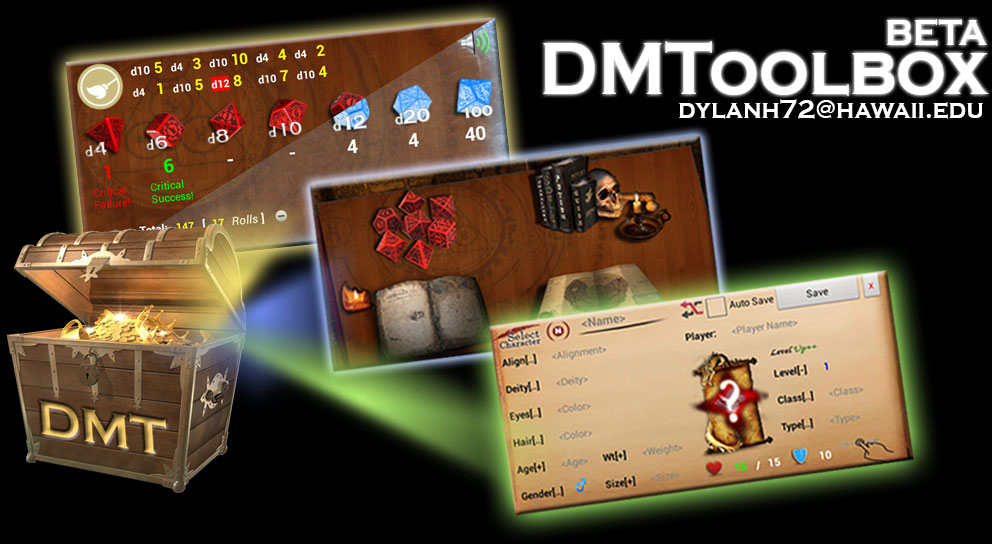 BETA
DMTOOLBOX
DYLANH72@HAWAII.EDU
d10 5 d4 3 d10 10 d4 4 d4 2
d4 1 d10 5 d12 8 d10 7 d10 4
d4 d6 d8 d10 d12 d20 100
1 6 - - 4 4 40
Critical Failure!
Critical Success!
Total: 147 [ 17 Rolls ]
DMT
Select Character
N
<Name>
Auto Save
Save
x
Player: <Player Name>
Align[..] <Alignment>
Deity[..] <Deity>
Eyes[..] <Color>
Hair[..] <Color>
Age[+] <Age> Wt[+] <Weight>
Gender[..] Size[+] <Size>
?
Level Up++
Level[-] 1
Class[..] <Class>
Type[..] <Type>
/ 15 10